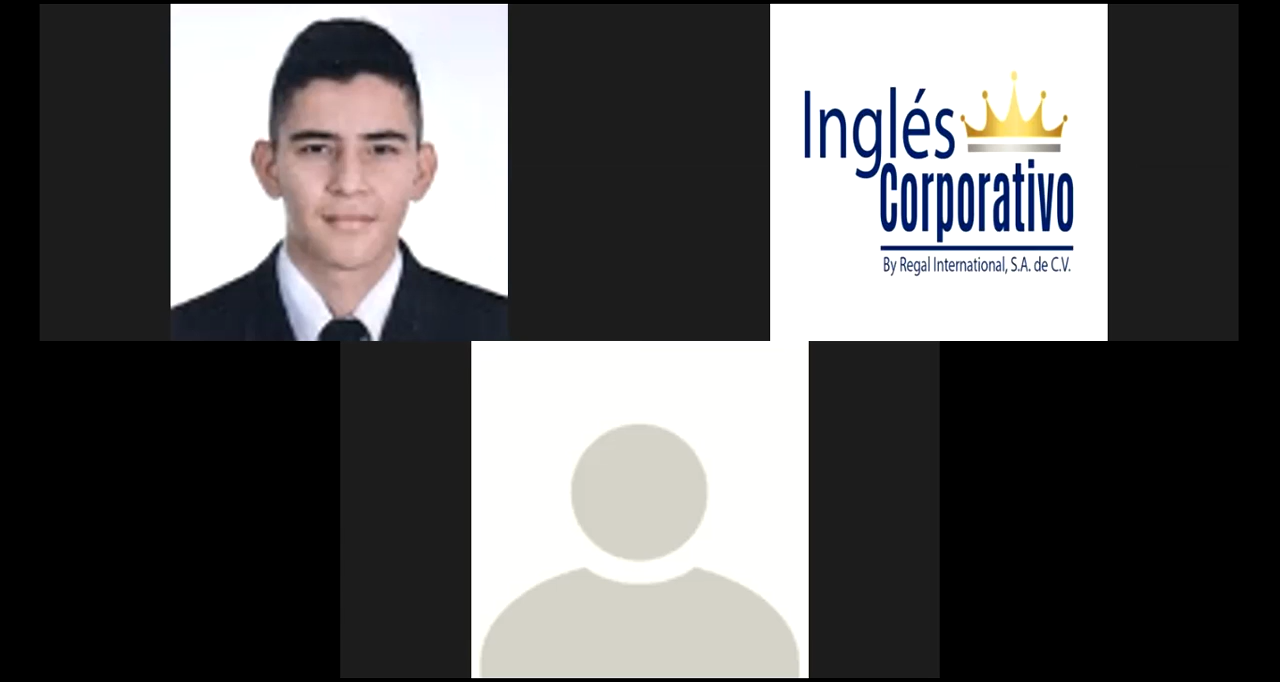 Inglés
Corporativo
By Regal International, S.A. de C.V.